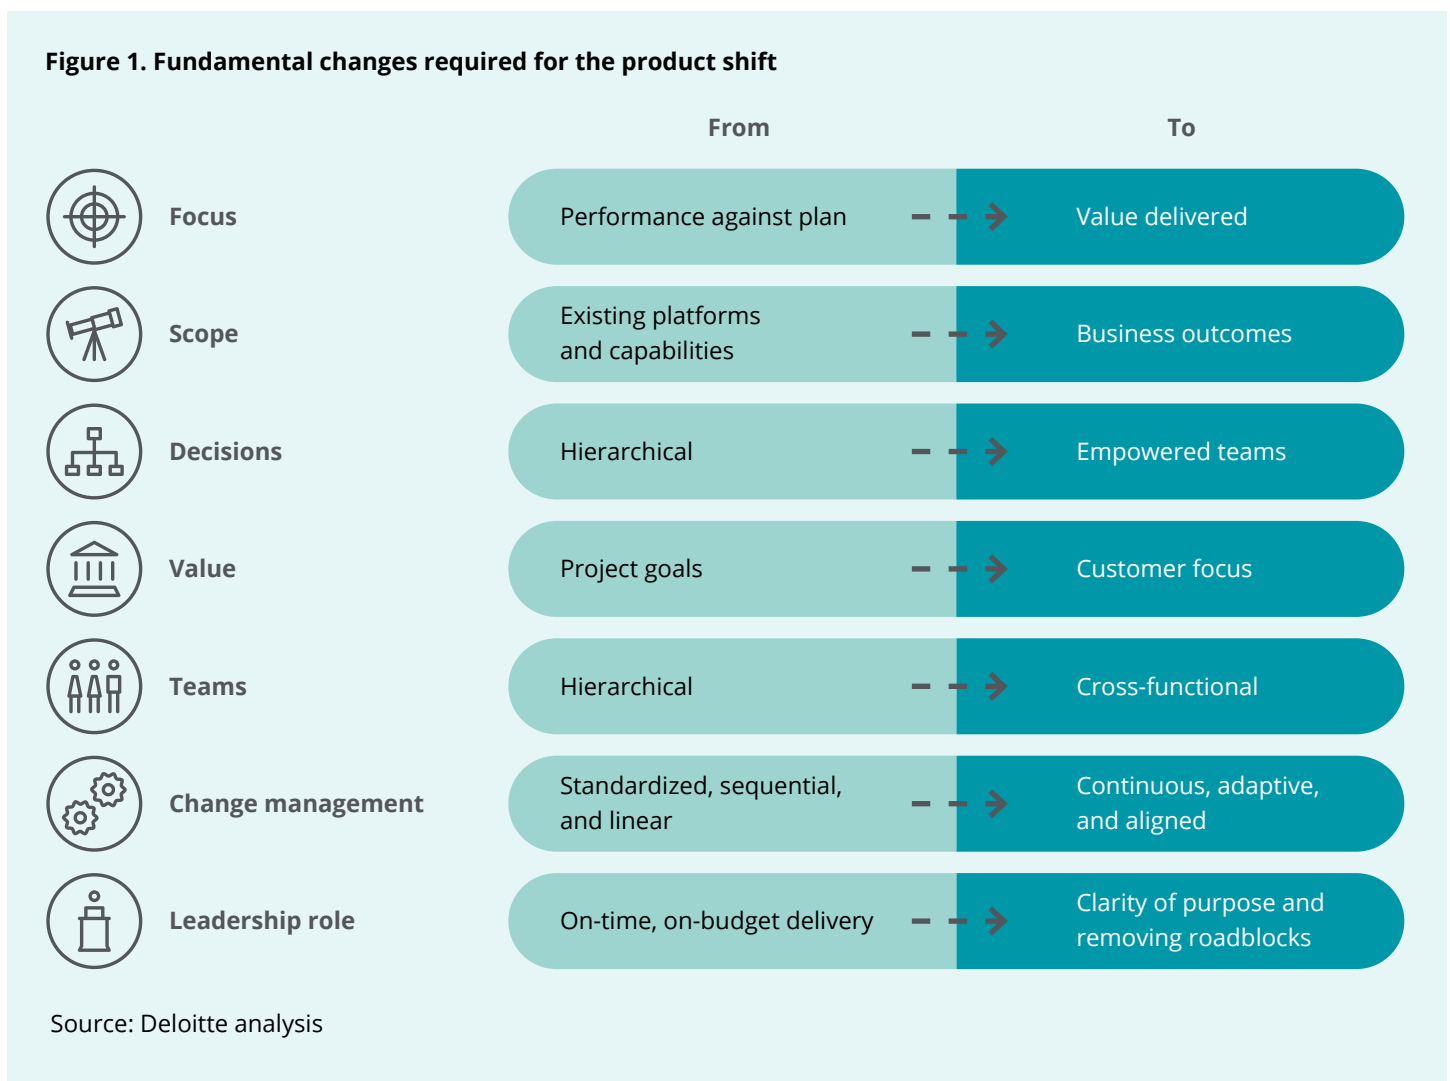 Figure 1. Fundamental changes required for the product shift
From
To
Focus
Performance against plan
Value delivered
Scope
Existing platforms
and capabilities
Business outcomes
Decisions
Hierarchical
Empowered teams
Value
Project goals
Customer focus
Teams
Hierarchical
Cross-functional
Change management
Standardized, sequential,
and linear
Continuous, adaptive,
and aligned
Leadership role
On-time, on-budget delivery
Clarity of purpose and
removing roadblocks
Source: Deloitte analysis